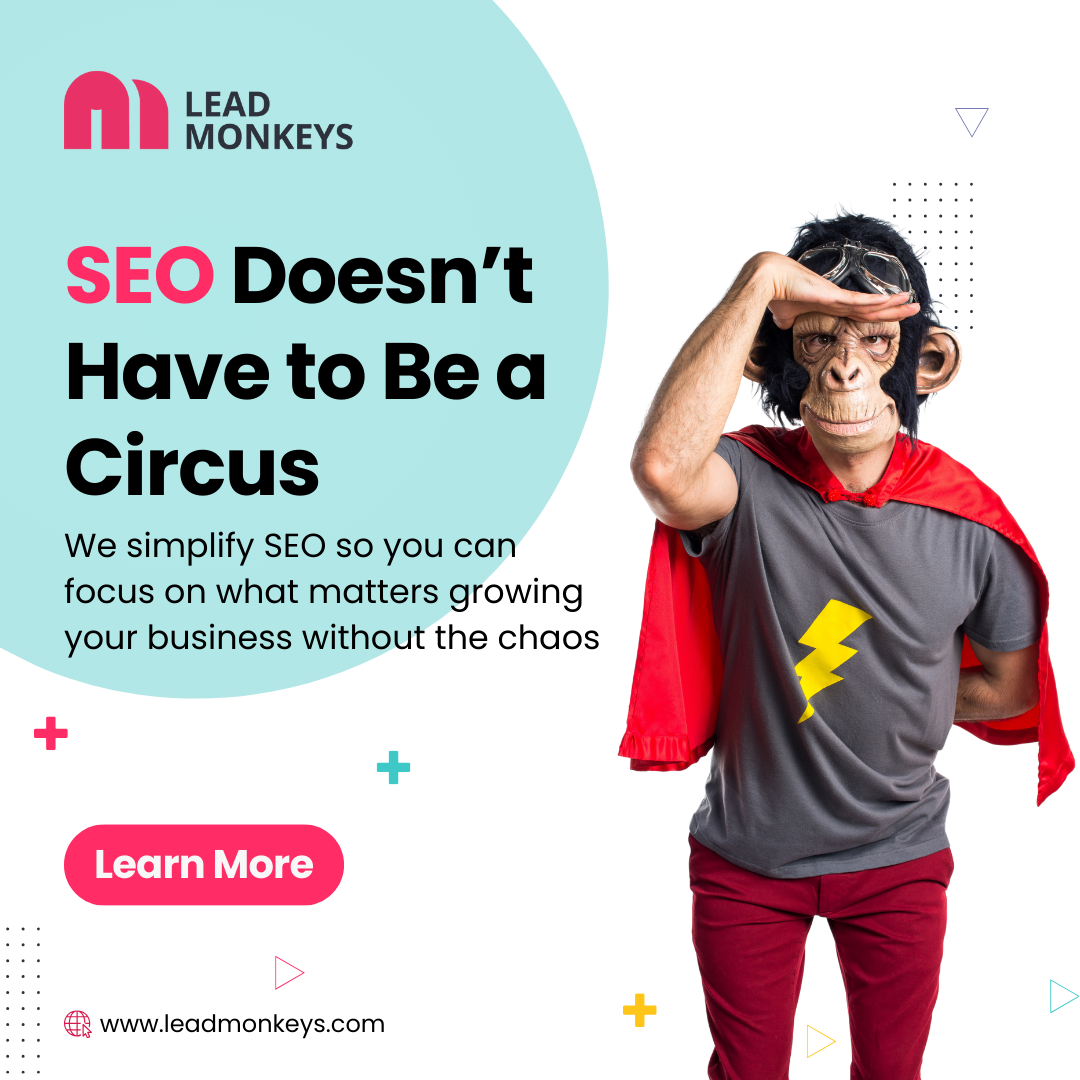 LEAD
MONKEYS
SEO Doesn’t
Have to Be a
Circus
We simplify SEO so you can
focus on what matters growing
your business without the chaos
Learn More
www.leadmonkeys.com